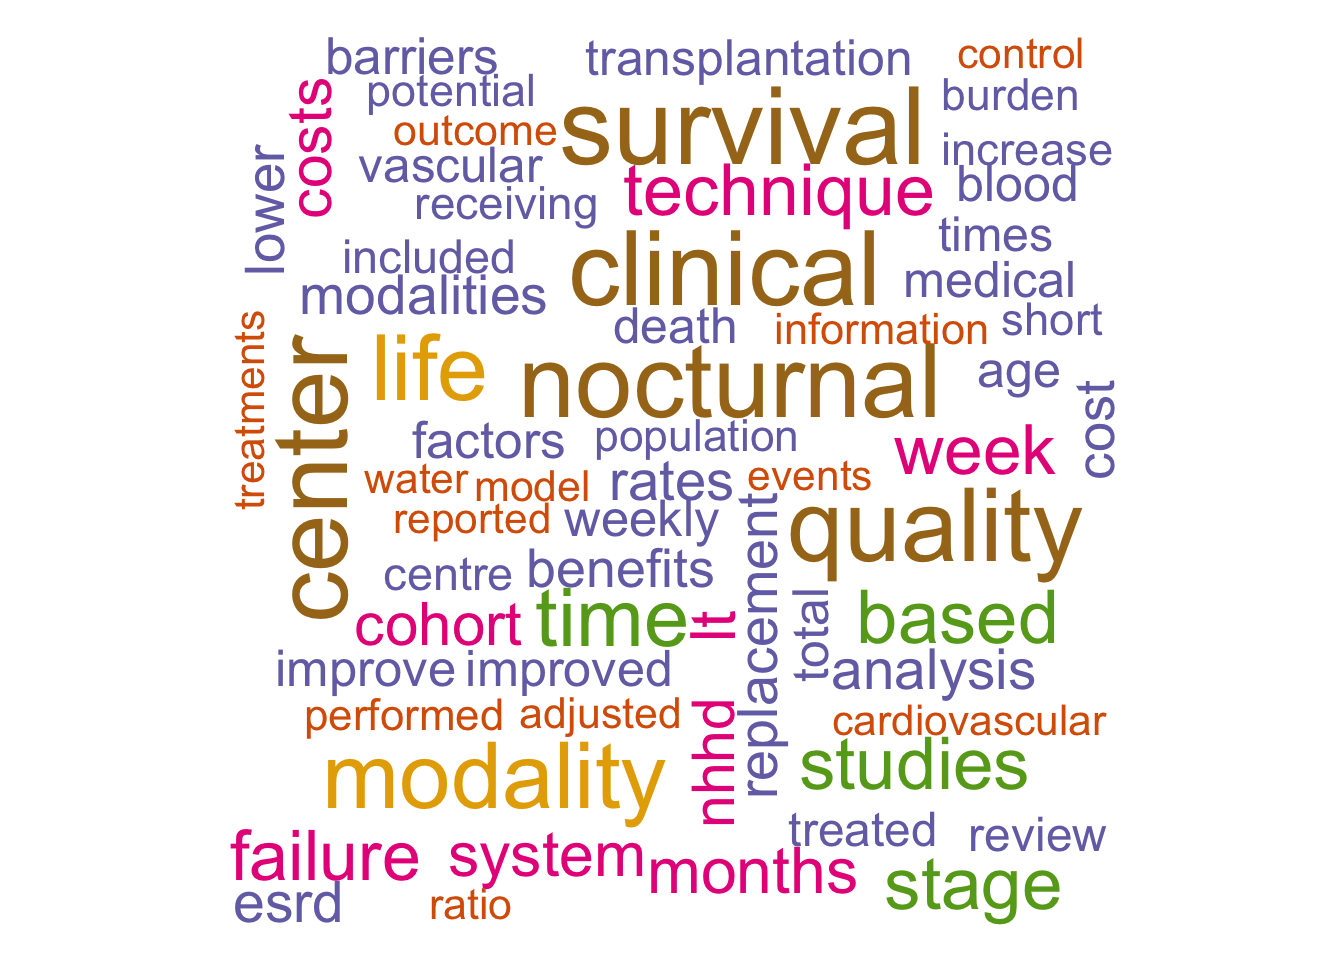 barriers
transplantation
control
potential
burden
costs
survival
outcome
increase
lower
vascular
technique
blood
receiving
times
included
clinical
medical
modalities
death
information
short
treatments
center
life
nocturnal
age
cost
factors
population
week
water
model
rates
events
reported
weekly
quality
centre
benefits
replacement
cohort
time
lt
total
based
improve
improved
analysis
performed
adjusted
nhhd
cardiovascular
modality
studies
treated
review
failure
system
months
stage
esrd
ratio